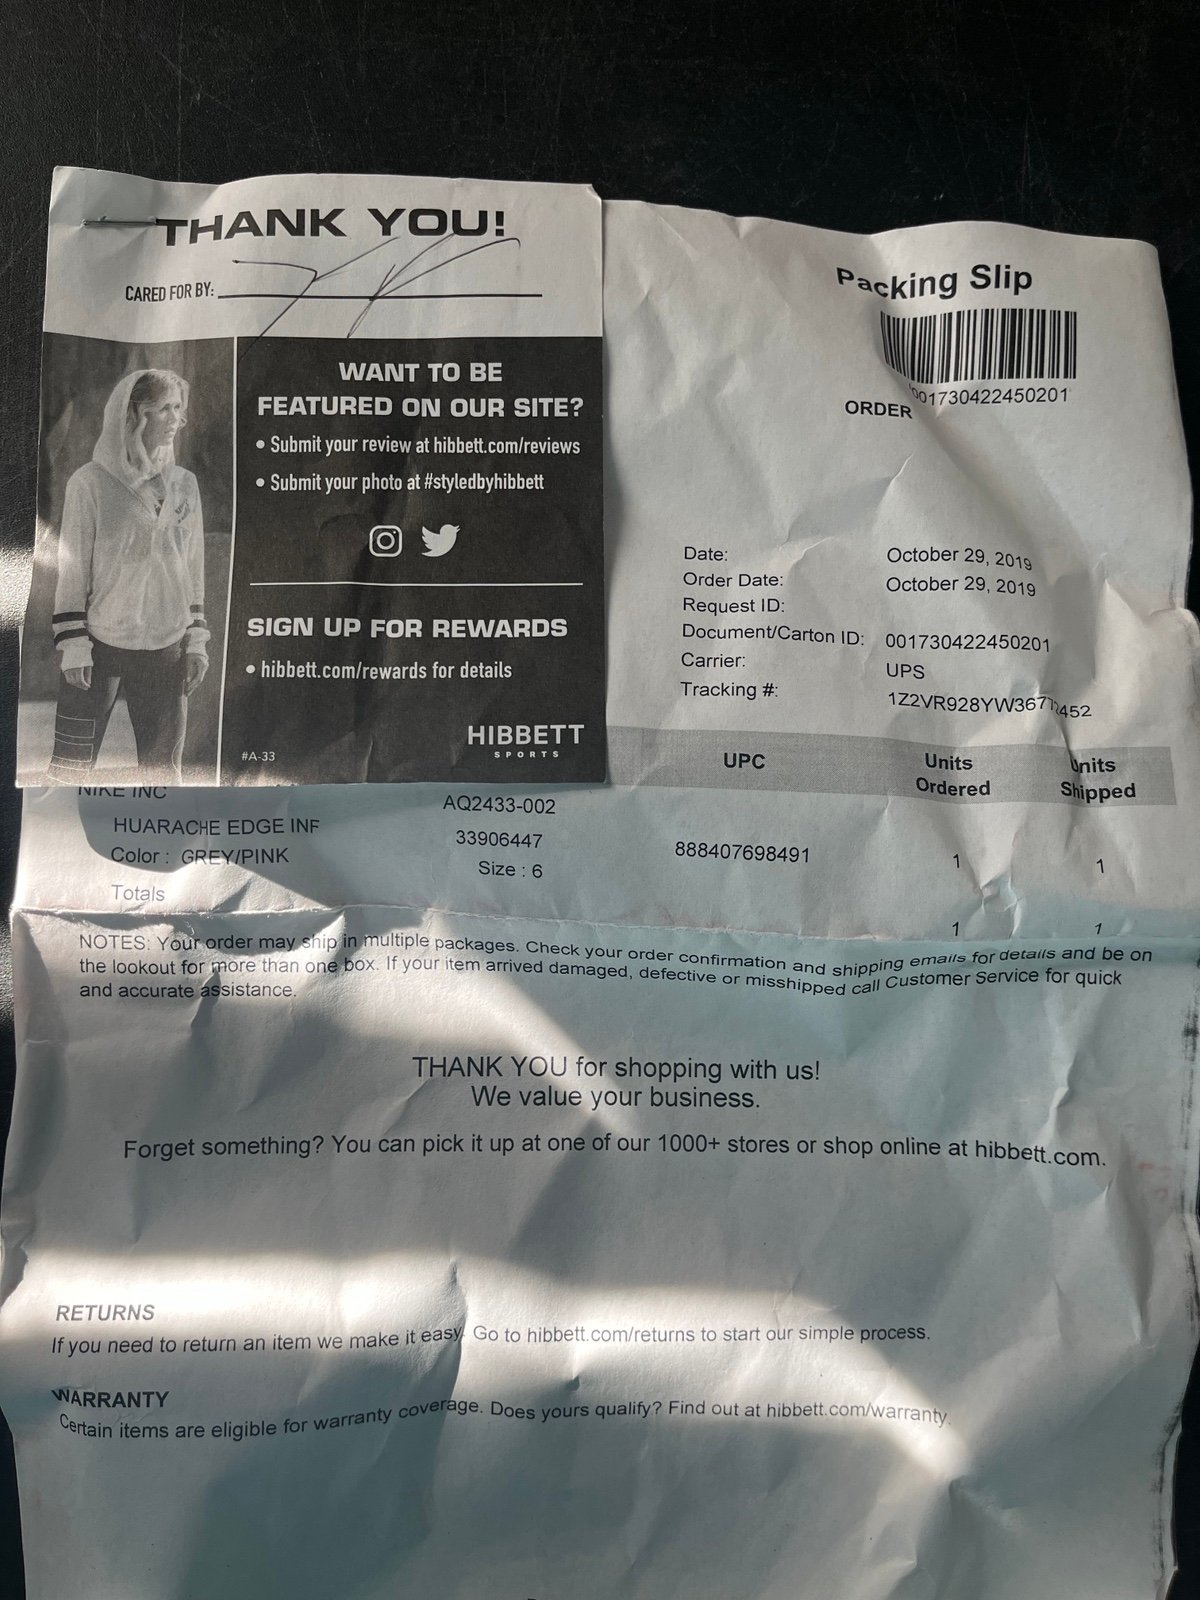 THANK YOU!
CARED FOR BY:
WANT TO BE
FEATURED ON OUR SITE?
• Submit your review at hibbett.com/reviews
• Submit your photo at #styledbyhibbett
SIGN UP FOR REWARDS
• hibbett.com/rewards for details
HIBBETT
SPORTS
#A-33
Packing Slip
001730422450201
ORDER
Date: October 29, 2019
Order Date: October 29, 2019
Request ID:
Document/Carton ID: 001730422450201
Carrier: UPS
Tracking #:
UPC Units Ordered Units Shipped
NIKE INC AQ2433-002
HUARACHE EDGE INF 33906447 888407698491 1 1
Color : GREY/PINK Size : 6
Totals 1 1
NOTES: Your order may ship in multiple packages. Check your order confirmation and shipping emails for details and be on
the lookout for more than one box. If your item arrived damaged, defective or misshipped call Customer Service for quick
and accurate assistance.
THANK YOU for shopping with us!
We value your business.
Forget something? You can pick it up at one of our 1000+ stores or shop online at hibbett.com.
RETURNS
If you need to return an item we make it easy. Go to hibbett.com/returns to start our simple process.
WARRANTY
Certain items are eligible for warranty coverage. Does yours qualify? Find out at hibbett.com/warranty.